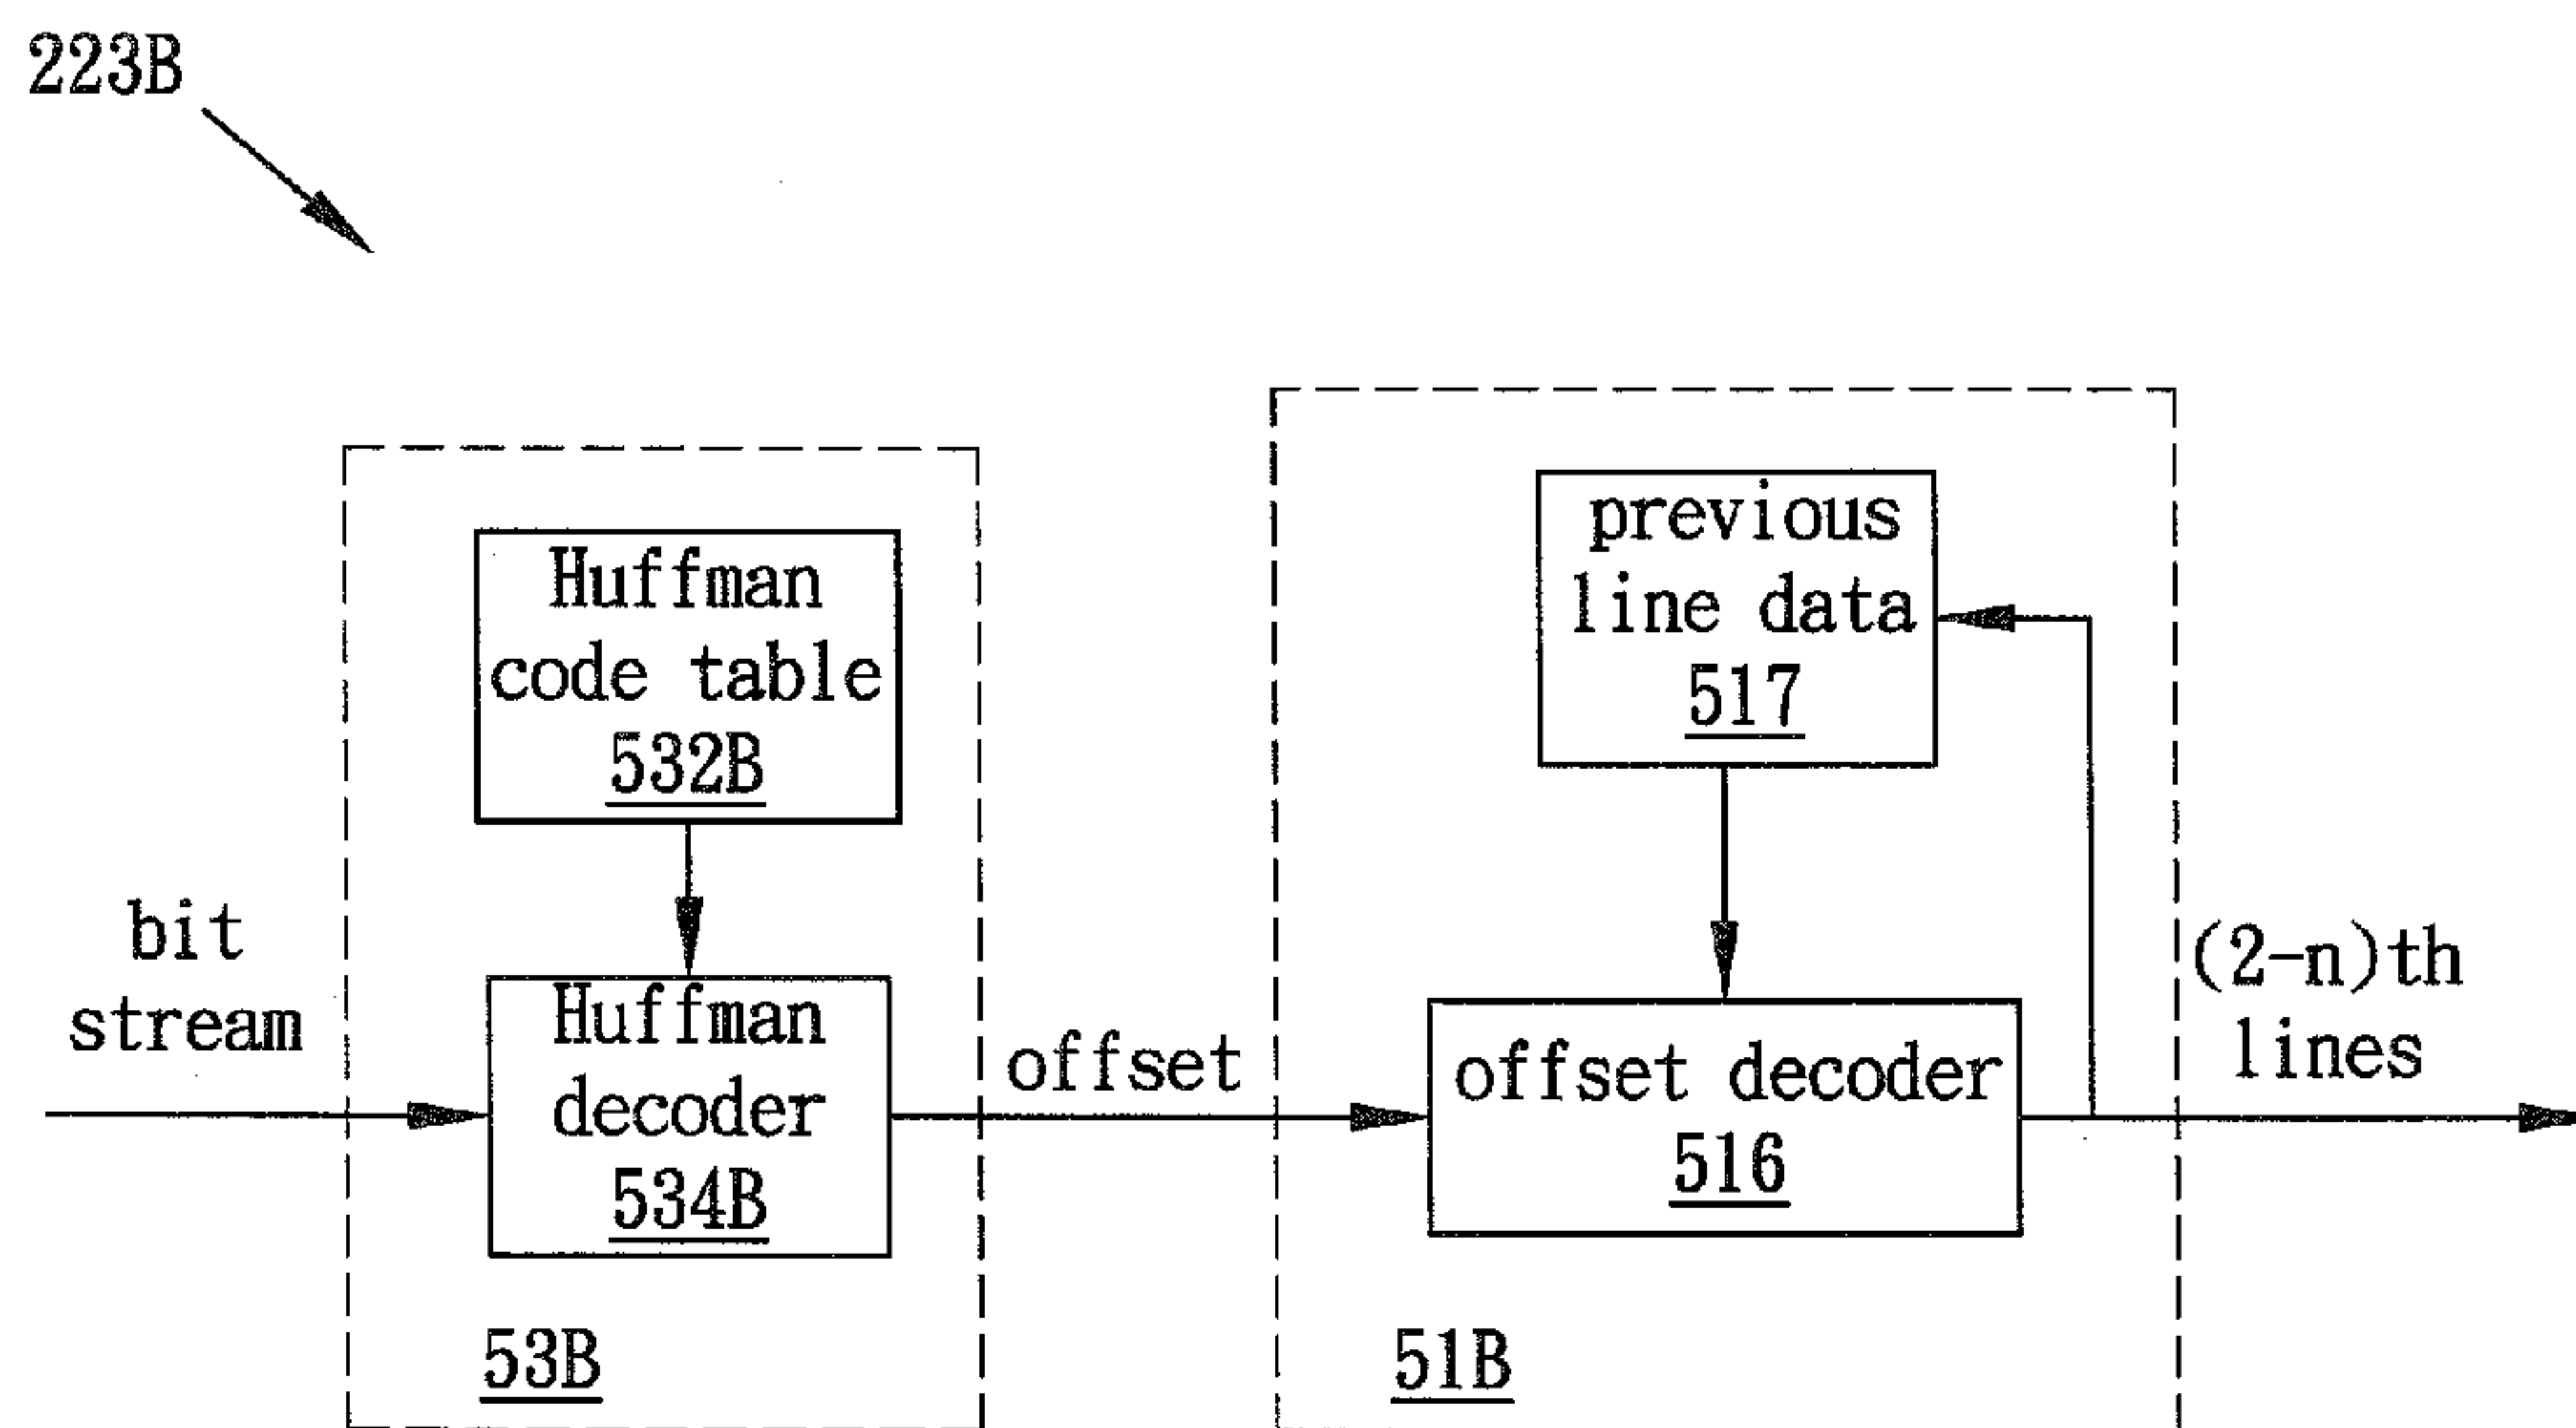 223B
Huffman
code table
532B
previous
line data
517
bit
stream
Huffman
decoder
534B
offset
offset decoder
516
(2-n)th
lines
53B
51B